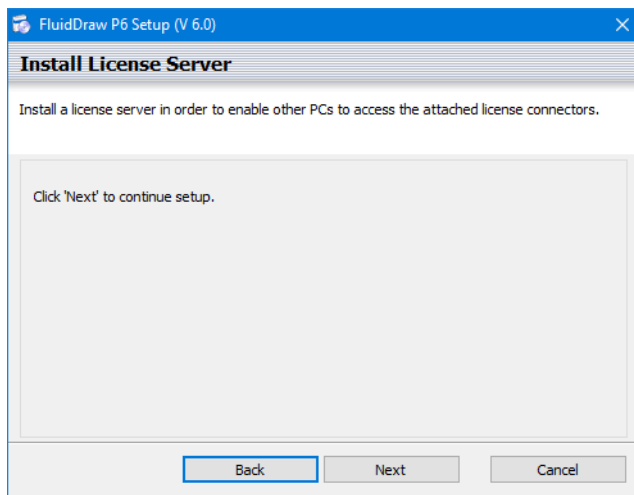 FluidDraw P6 Setup (V 6.0)
Install License Server
Install a license server in order to enable other PCs to access the attached license connectors.
Click 'Next' to continue setup.
Back Next Cancel